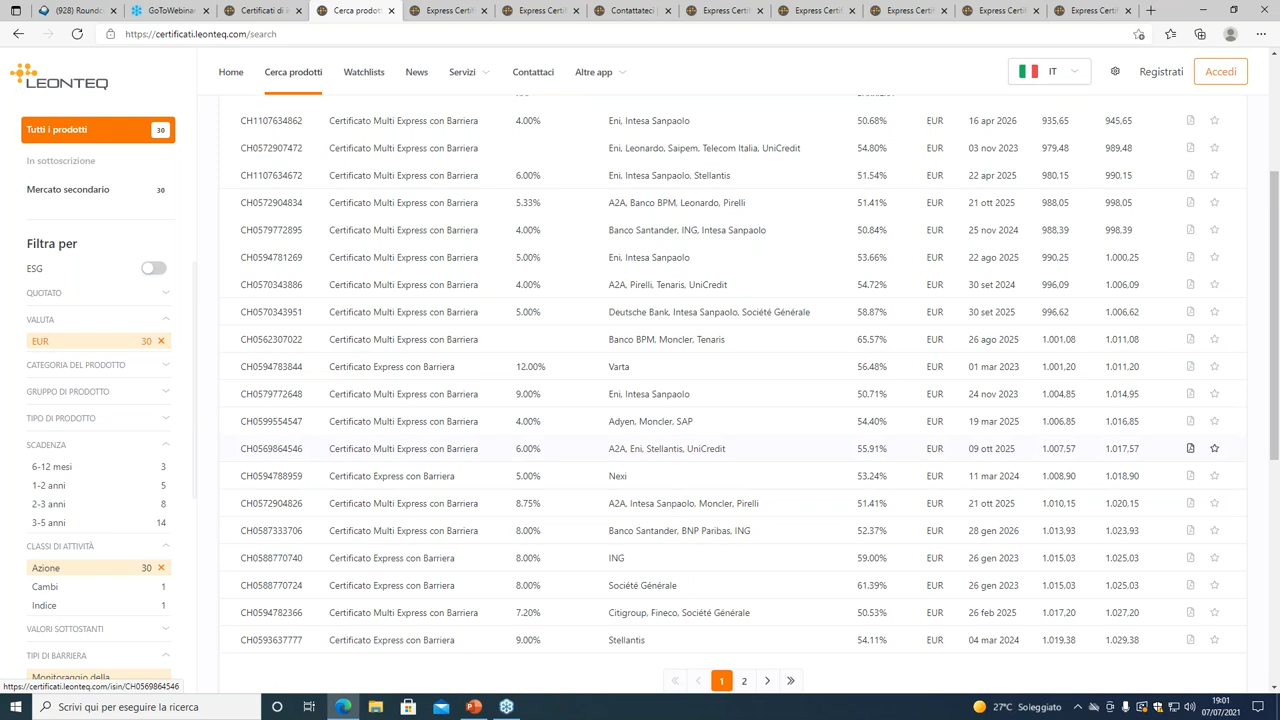 (928) Roundc
GoToWebinar
Certificati di i
Cerca prodott
Express Certif
Express Certif
Contattateci |
Express Certif
Express Certif
Express Certif
Express Certif
Express Certif
https://certificati.leonteq.com/search
LEONTEQ
Home
Cerca prodotti
Watchlists
News
Servizi
Contattaci
Altre app
IT
Registrati
Accedi
Tutti i prodotti 30
In sottoscrizione
Mercato secondario 30
Filtra per
ESG
QUOTATO
VALUTA
EUR 30 ×
CATEGORIA DEL PRODOTTO
GRUPPO DI PRODOTTO
TIPO DI PRODOTTO
SCADENZA
6-12 mesi 3
1-2 anni 5
2-3 anni 8
3-5 anni 14
CLASSI DI ATTIVITÀ
Azione 30 ×
Cambi 1
Indice 1
VALORI SOTTOSTANTI
TIPI DI BARRIERA
Monitoraggio della
CH1107634862 Certificato Multi Express con Barriera 4.00% Eni, Intesa Sanpaolo 50.68% EUR 16 apr 2026 935,65 945,65
CH0572907472 Certificato Multi Express con Barriera Eni, Leonardo, Saipem, Telecom Italia, UniCredit 54.80% EUR 03 nov 2023 979,48 989,48
CH1107634672 Certificato Multi Express con Barriera 6.00% Eni, Intesa Sanpaolo, Stellantis 51.54% EUR 22 apr 2025 980,15 990,15
CH0572904834 Certificato Multi Express con Barriera 5.33% A2A, Banco BPM, Leonardo, Pirelli 51.41% EUR 21 ott 2025 988,05 998,05
CH0579772895 Certificato Multi Express con Barriera 4.00% Banco Santander, ING, Intesa Sanpaolo 50.84% EUR 25 nov 2024 988,39 998,39
CH0594781269 Certificato Multi Express con Barriera 5.00% Eni, Intesa Sanpaolo 53.66% EUR 22 ago 2025 990,25 1.000,25
CH0570343886 Certificato Multi Express con Barriera 4.00% A2A, Pirelli, Tenaris, UniCredit 54.72% EUR 30 set 2024 996,09 1.006,09
CH0570343951 Certificato Multi Express con Barriera 5.00% Deutsche Bank, Intesa Sanpaolo, Société Générale 58.87% EUR 30 set 2025 996,62 1.006,62
CH0562307022 Certificato Multi Express con Barriera Banco BPM, Moncler, Tenaris 65.57% EUR 26 ago 2025 1.001,08 1.011,08
CH0594783844 Certificato Express con Barriera 12.00% Varta 56.48% EUR 01 mar 2023 1.001,20 1.011,20
CH0579772648 Certificato Multi Express con Barriera 9.00% Eni, Intesa Sanpaolo 50.71% EUR 24 nov 2023 1.004,85 1.014,95
CH0599554547 Certificato Multi Express con Barriera 4.00% Adyen, Moncler, SAP 54.40% EUR 19 mar 2025 1.006,85 1.016,85
CH0569864546 Certificato Multi Express con Barriera 6.00% A2A, Eni, Stellantis, UniCredit 55.91% EUR 09 ott 2025 1.007,57 1.017,57
CH0594788959 Certificato Express con Barriera 5.00% Nexi 53.24% EUR 11 mar 2024 1.008,90 1.018,90
CH0572904826 Certificato Multi Express con Barriera 8.75% A2A, Intesa Sanpaolo, Moncler, Pirelli 51.41% EUR 21 ott 2025 1.010,15 1.020,15
CH0587333706 Certificato Multi Express con Barriera 8.00% Banco Santander, BNP Paribas, ING 52.37% EUR 28 gen 2026 1.013,93 1.023,93
CH0588770740 Certificato Express con Barriera 8.00% ING 59.00% EUR 26 gen 2023 1.015,03 1.025,03
CH0588770724 Certificato Express con Barriera 8.00% Société Générale 61.39% EUR 26 gen 2023 1.015,03 1.025,03
CH0594782366 Certificato Multi Express con Barriera 7.20% Citigroup, Fineco, Société Générale 50.53% EUR 26 feb 2025 1.017,20 1.027,20
CH0593637777 Certificato Express con Barriera 9.00% Stellantis 54.11% EUR 04 mar 2024 1.019,38 1.029,38
1 2
https://certificati.leonteq.com/isin/CH0569864546
Scrivi qui per eseguire la ricerca
27°C Soleggiato
19:01
07/07/2021